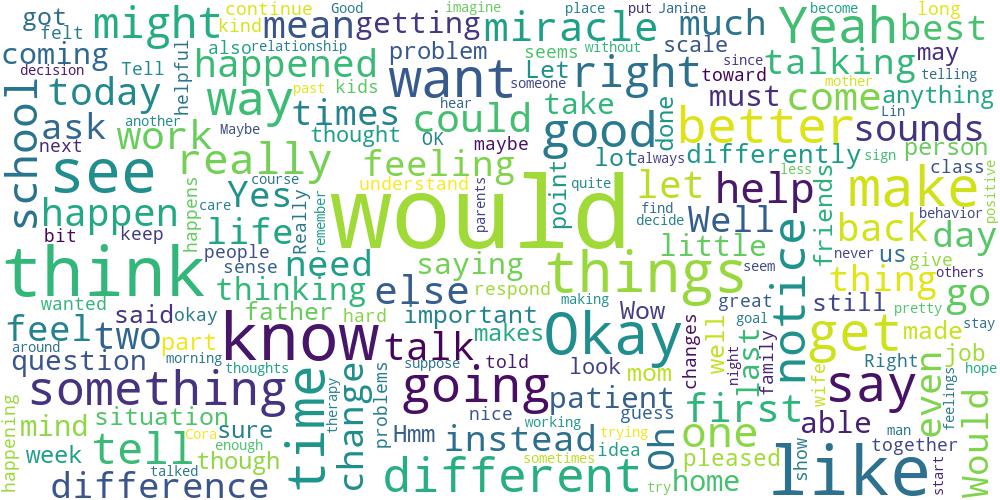 got
felt
might
continue
kind
Good
mean
getting
imagine
miracle
place
put
Janine
much
Yeah
become
best
long
coming
decision
Tell
helpful
also
relationship
happened
problem
seems
without
scale
since
talking
may
telling
school
today
another
next
ask
work
Maybe
way
past
kids
times
want
someone
Let
right
toward
must
come
mother
anything
hear
OK
thought
could
take
good
done
better
Lin
sounds
person
see
really
feeling
maybe
lot
always
differently
sign
less
class
positive
happens
course
care
Yes
Really
remember
understand
would
parents
point
quite
let
help
make
behavior
happen
bit
keep
life
people
sense
need
find
decide
Well
little
notice
friends
back
never
us
give
day
others
think
thinking
saying
else
respond
things
seem
thing
go
wanted
said
okay
father
hard
important
making
Wow
great
goal
still
pretty
stay
feel
two
around
part
question
morning
know
talk
makes
told
Okay
look
mom
changes
well
last
family
night
get
made
Right
job
hope
something
thoughts
time
therapy
change
suppose
problems
going
nice
patient
guess
first
wife
say
even
feelings
Would
happening
mind
situation
tell
Cora
sure
enough
though
Hmm
instead
working
trying
idea
Oh
one
pleased
show
able
man
together
start
week
talked
difference
different
sometimes
try
home
like